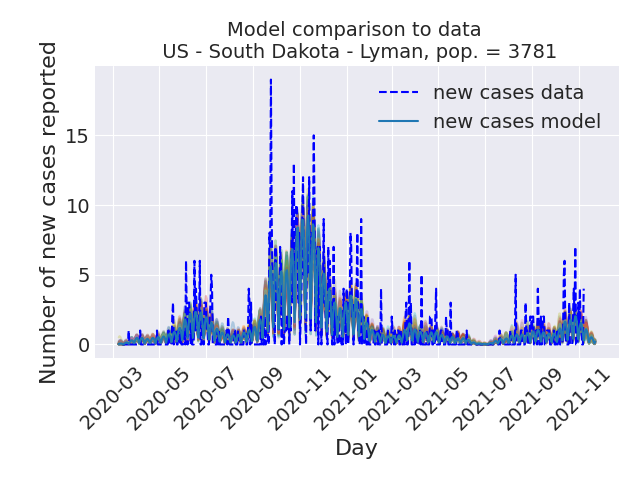 Model comparison to data
US - South Dakota - Lyman, pop. = 3781
new cases data
new cases model
Number of new cases reported
15
10
5
0
2020-03
2020-05
2020-07
2020-09
2020-11
2021-01
2021-03
2021-05
2021-07
2021-09
2021-11
Day